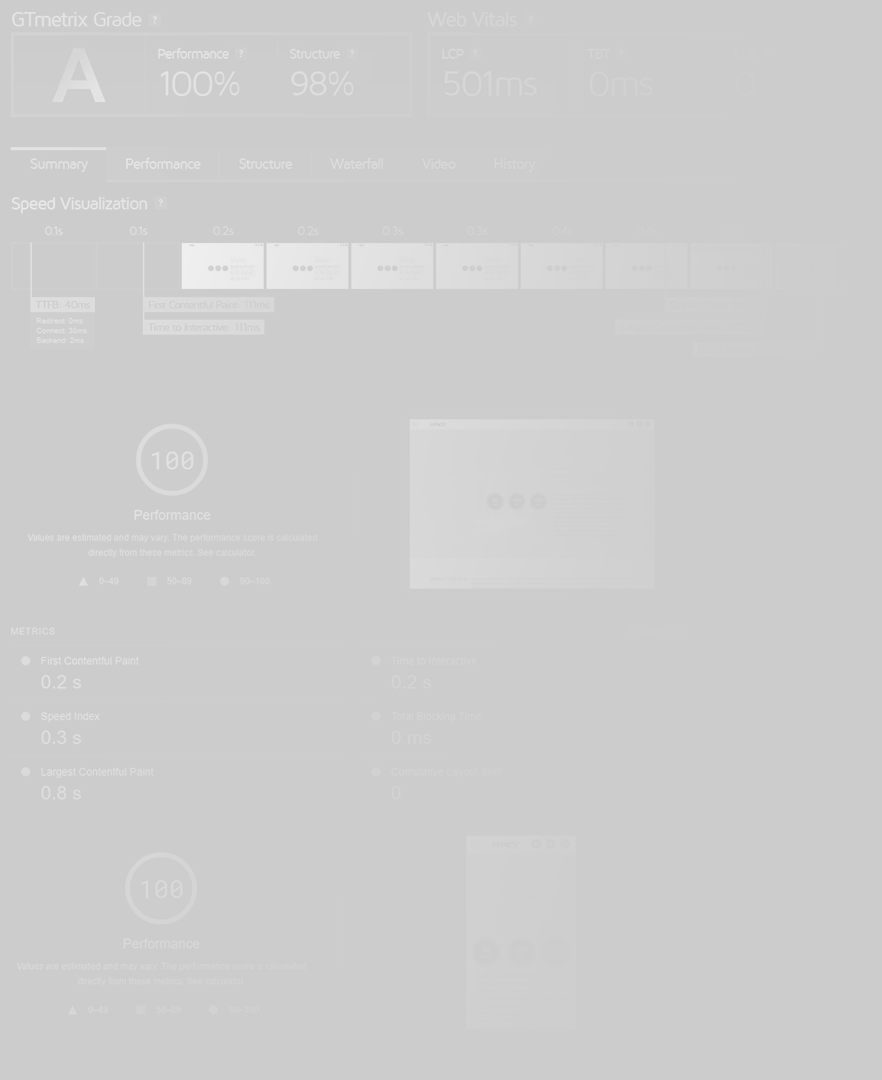 GTmetrix Grade ?
Web Vitals ?
A
Performance ?
100%
Structure ?
98%
LCP ?
501ms
TBT ?
0ms
0
Summary
Performance
Structure
Waterfall
Video
History
Speed Visualization ?
0.1s 0.1s 0.2s 0.2s 0.3s 0.3s
TTFB: 40ms
Redirect: 0ms
Connect: 38ms
Backend: 2ms
First Contentful Paint: 111ms
Time to Interactive: 111ms
100
Performance
Values are estimated and may vary. The performance score is calculated
directly from these metrics. See calculator.
0–49 50–89 90–100
METRICS
First Contentful Paint
0.2 s
Time to Interactive
0.2 s
Speed Index
0.3 s
Total Blocking Time
0 ms
Largest Contentful Paint
0.8 s
Cumulative Layout Shift
0
100
Performance
Values are estimated and may vary. The performance score is calculated
directly from these metrics. See calculator.
0–49 50–89 90–100